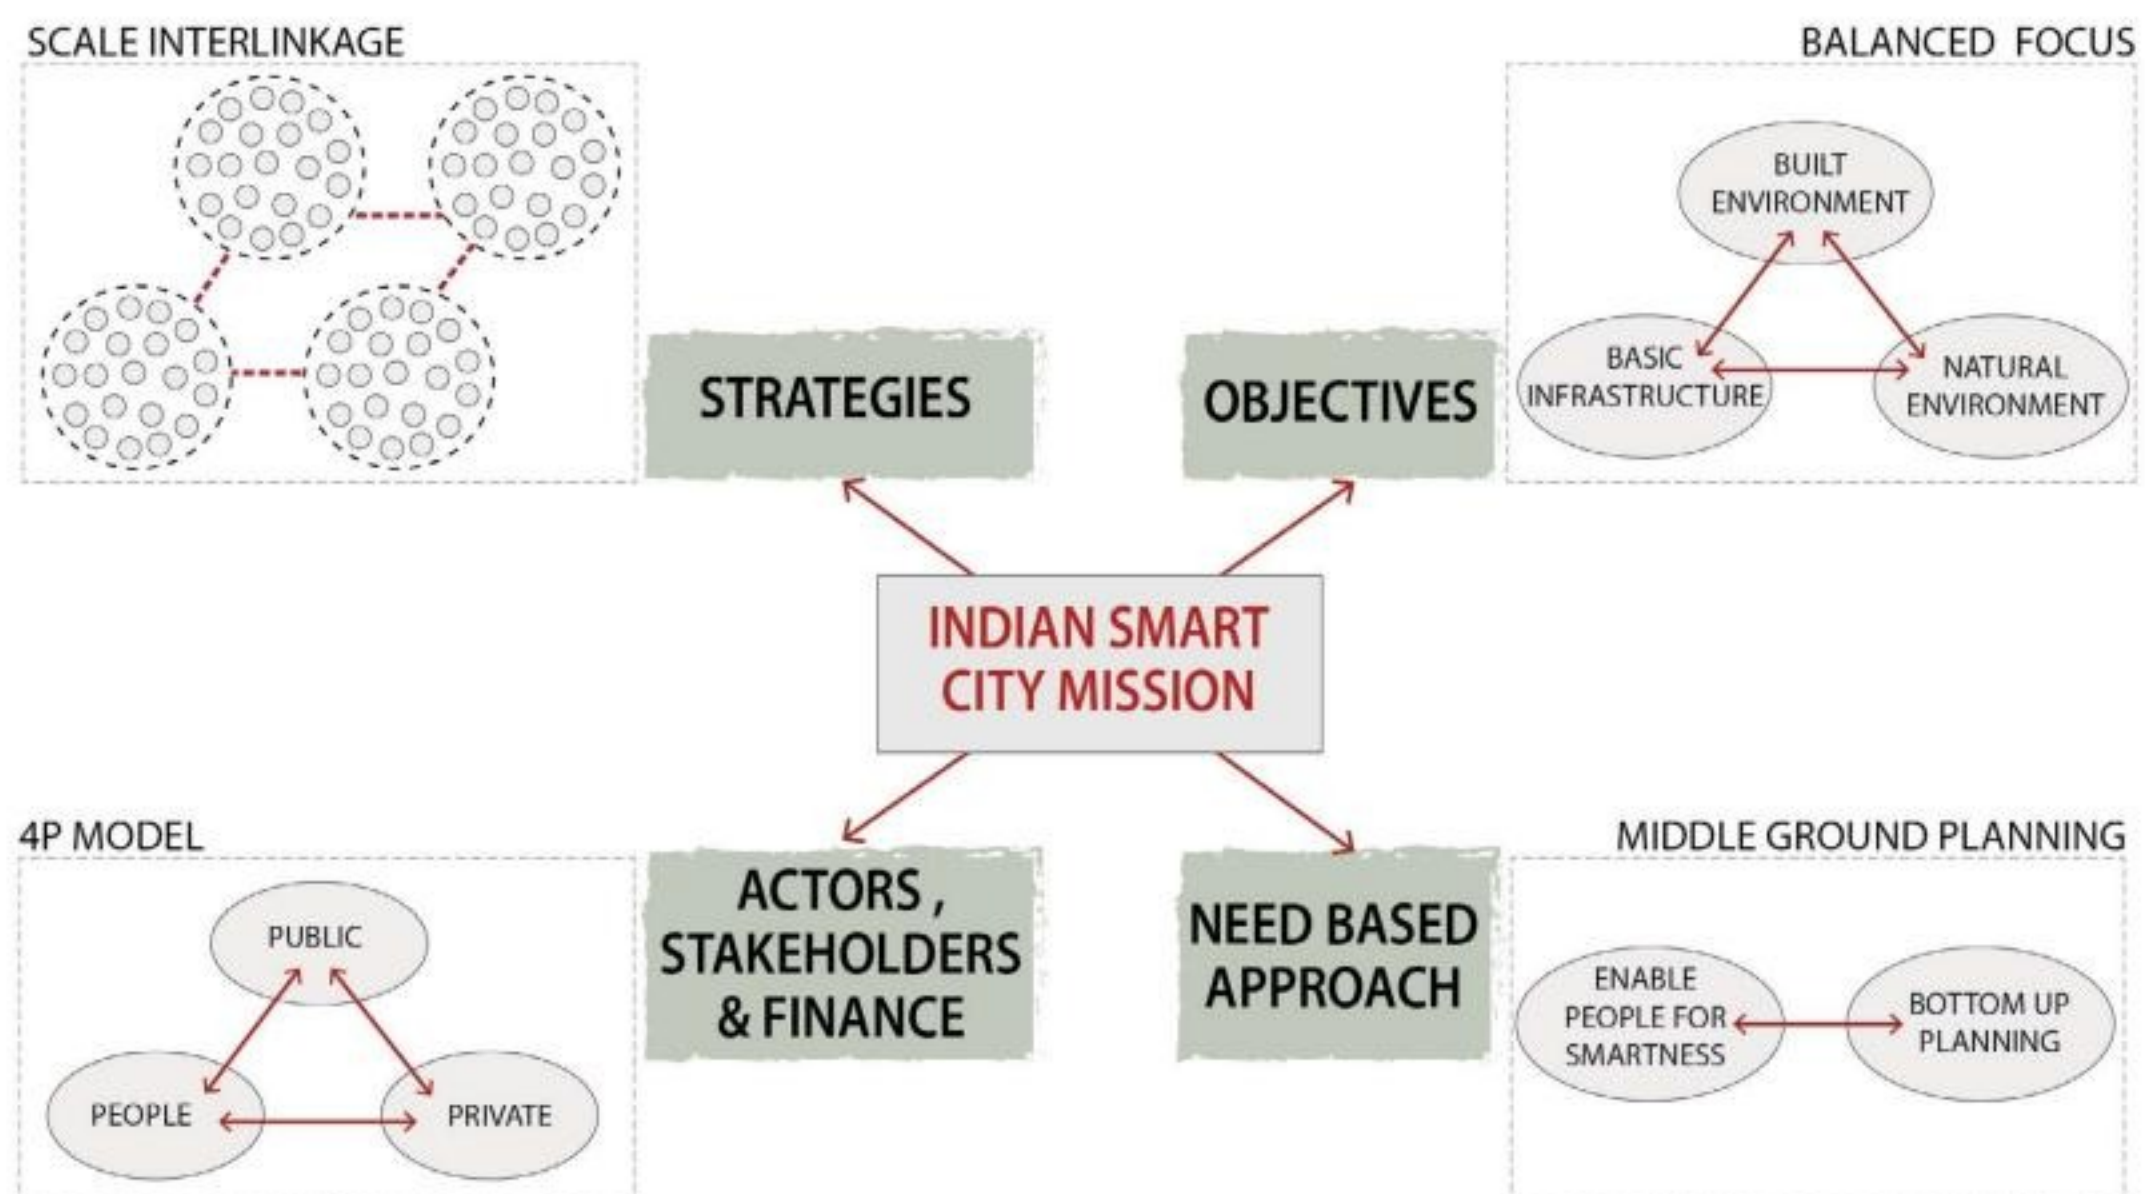 SCALE INTERLINKAGE
BALANCED FOCUS
BUILT
ENVIRONMENT
BASIC
INFRASTRUCTURE
NATURAL
ENVIRONMENT
STRATEGIES
OBJECTIVES
INDIAN SMART
CITY MISSION
4P MODEL
PUBLIC
PEOPLE
PRIVATE
ACTORS ,
STAKEHOLDERS
& FINANCE
NEED BASED
APPROACH
MIDDLE GROUND PLANNING
ENABLE
PEOPLE FOR
SMARTNESS
BOTTOM UP
PLANNING